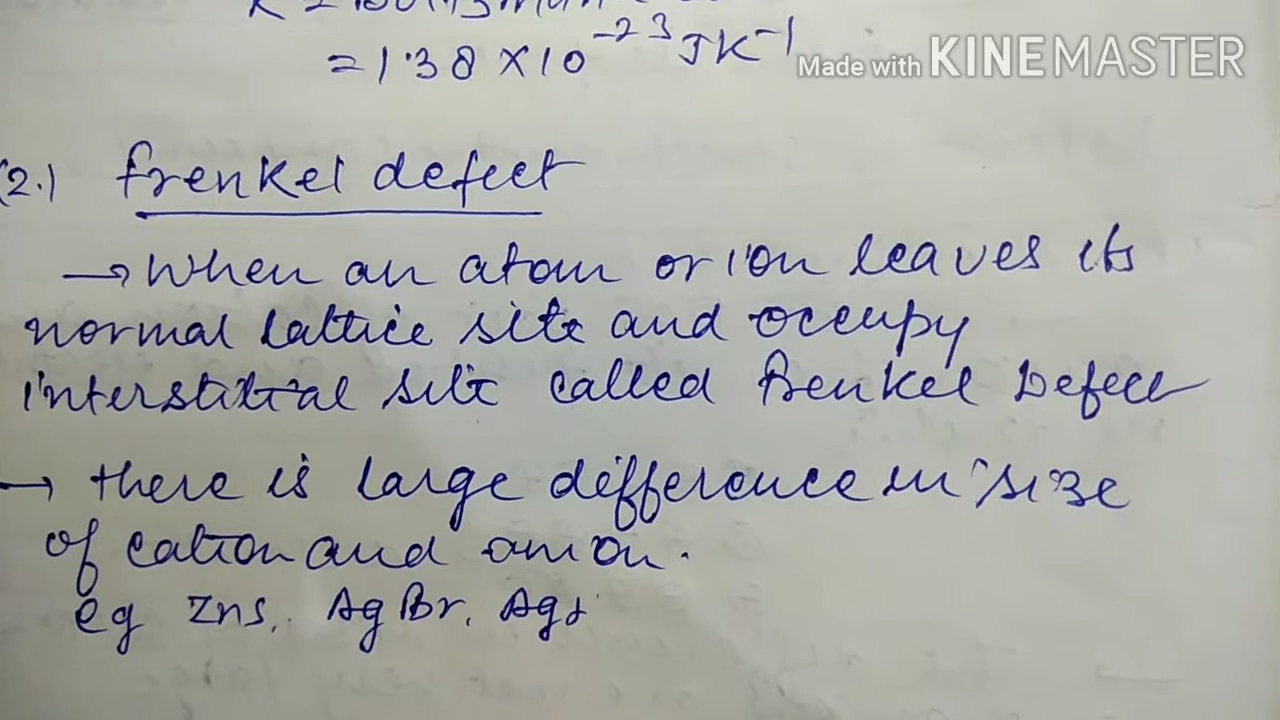 = 1.38 × 10⁻²³ JK⁻¹
Made with KINEMASTER
(2.) frenkel defect
→ When an atom or ion leaves its
normal lattice site and occupy
interstitial site called Frenkel Defect
→ there is large difference in size
of cation and anion.
eg ZnS, AgBr, AgI